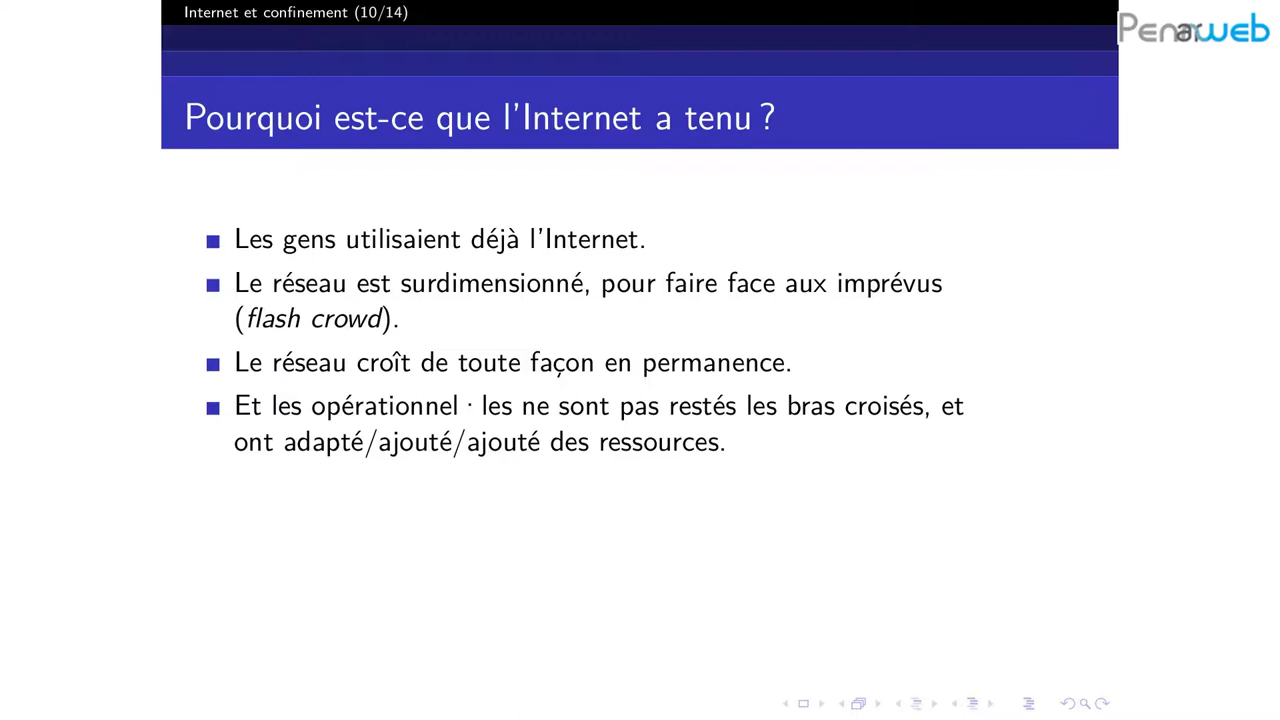 Internet et confinement (10/14)
Penarweb
Pourquoi est-ce que l'Internet a tenu ?
Les gens utilisaient déjà l'Internet.
Le réseau est surdimensionné, pour faire face aux imprévus
(flash crowd).
Le réseau croît de toute façon en permanence.
Et les opérationnel·les ne sont pas restés les bras croisés, et
ont adapté/ajouté/ajouté des ressources.